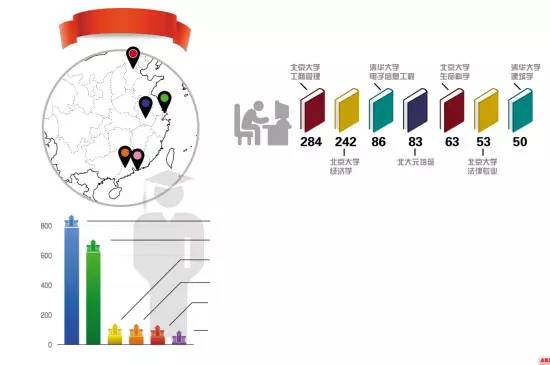 北京大学
工商管理
清华大学
电子信息工程
北京大学
生命科学
清华大学
建筑学
284
242
86
83
63
53
50
北京大学
经济学
北大元培班
北京大学
法律专业
800
600
400
200
0